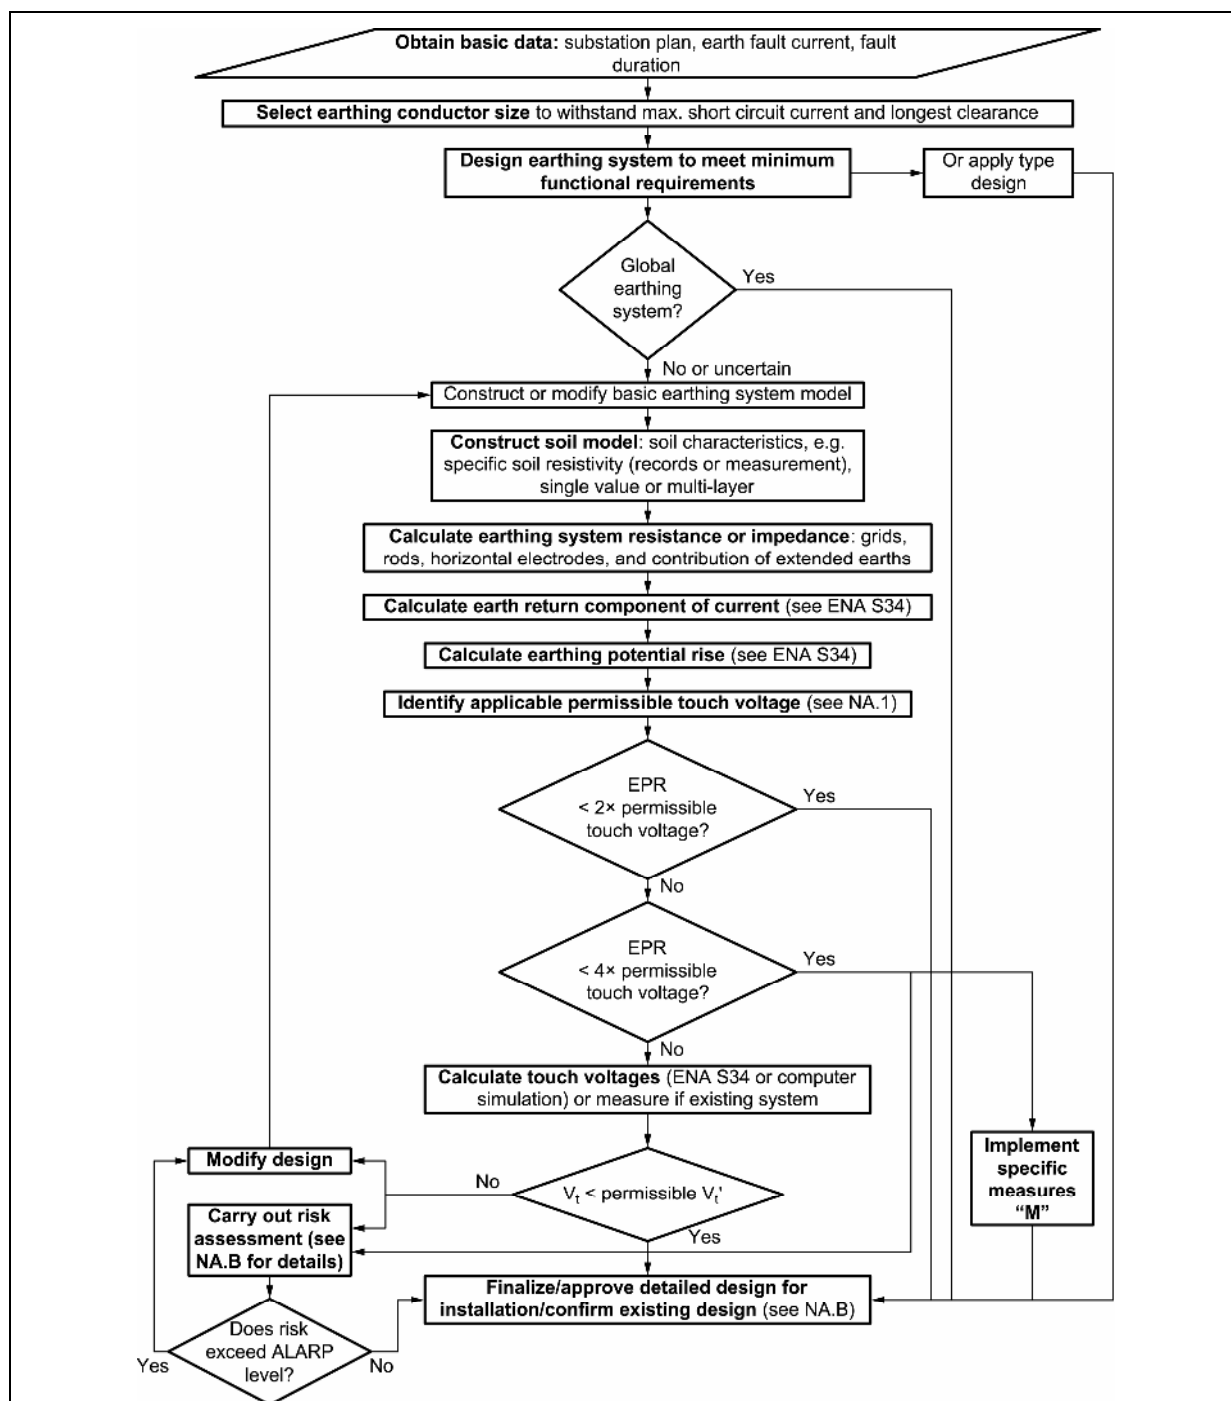 Obtain basic data: substation plan, earth fault current, fault
duration
Select earthing conductor size to withstand max. short circuit current and longest clearance
Design earthing system to meet minimum
functional requirements
Or apply type
design
Global
earthing
system?
Yes
No or uncertain
Construct or modify basic earthing system model
Construct soil model: soil characteristics, e.g.
specific soil resistivity (records or measurement),
single value or multi-layer
Calculate earthing system resistance or impedance: grids,
rods, horizontal electrodes, and contribution of extended earths
Calculate earth return component of current (see ENA S34)
Calculate earthing potential rise (see ENA S34)
Identify applicable permissible touch voltage (see NA.1)
EPR
< 2× permissible
touch voltage?
Yes
No
EPR
< 4× permissible
touch voltage?
Yes
No
Calculate touch voltages (ENA S34 or computer
simulation) or measure if existing system
Implement
specific
measures
“M”
Modify design
No
Vt < permissible Vt'
Yes
Carry out risk
assessment (see
NA.B for details)
Finalize/approve detailed design for
installation/confirm existing design (see NA.B)
Does risk
exceed ALARP
level?
Yes
No